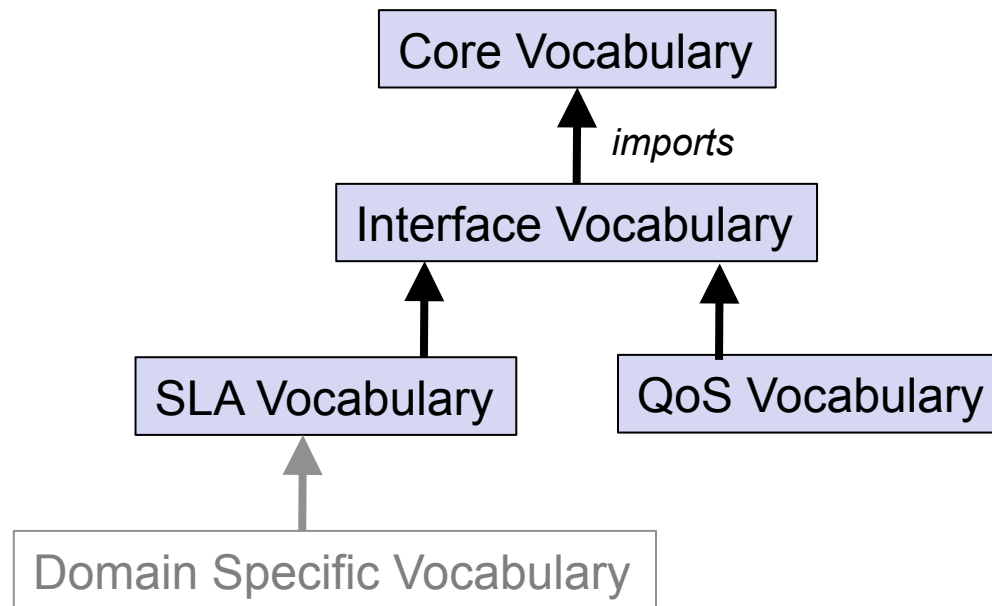 Core Vocabulary
imports
Interface Vocabulary
SLA Vocabulary
QoS Vocabulary
Domain Specific Vocabulary